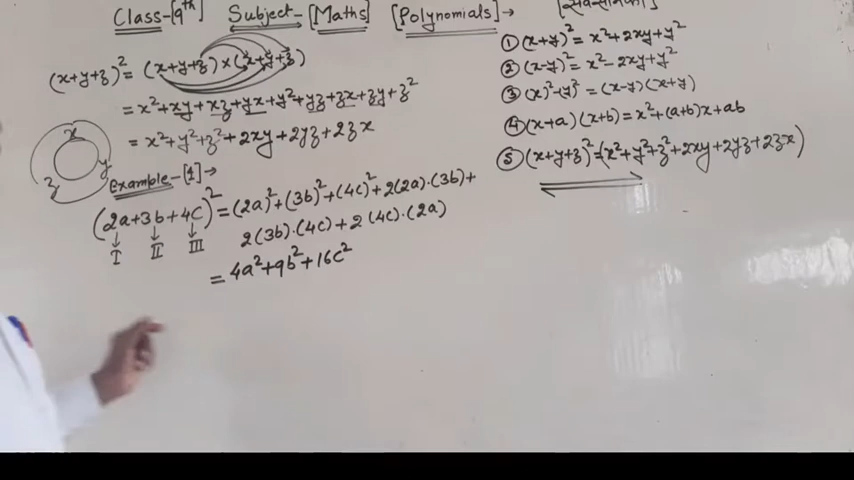 Class-[9th] Subject-[Maths] [Polynomials]→ [सर्वसमिका]
(x+y+z)² = (x+y+z)×(x+y+z)
= x²+xy+xz+yx+y²+yz+zx+zy+z²
= x²+y²+z²+2xy+2yz+2zx
x
y
z
Example-[1]→
(2a+3b+4c)² = (2a)²+(3b)²+(4c)²+2(2a)·(3b)+
I II III
2(3b)·(4c)+2(4c)·(2a)
= 4a²+9b²+16c²
① (x+y)² = x²+2xy+y²
② (x-y)² = x²-2xy+y²
③ (x)²-(y)² = (x-y)(x+y)
④ (x+a)(x+b) = x²+(a+b)x+ab
⑤ (x+y+z)² = (x²+y²+z²+2xy+2yz+2zx)